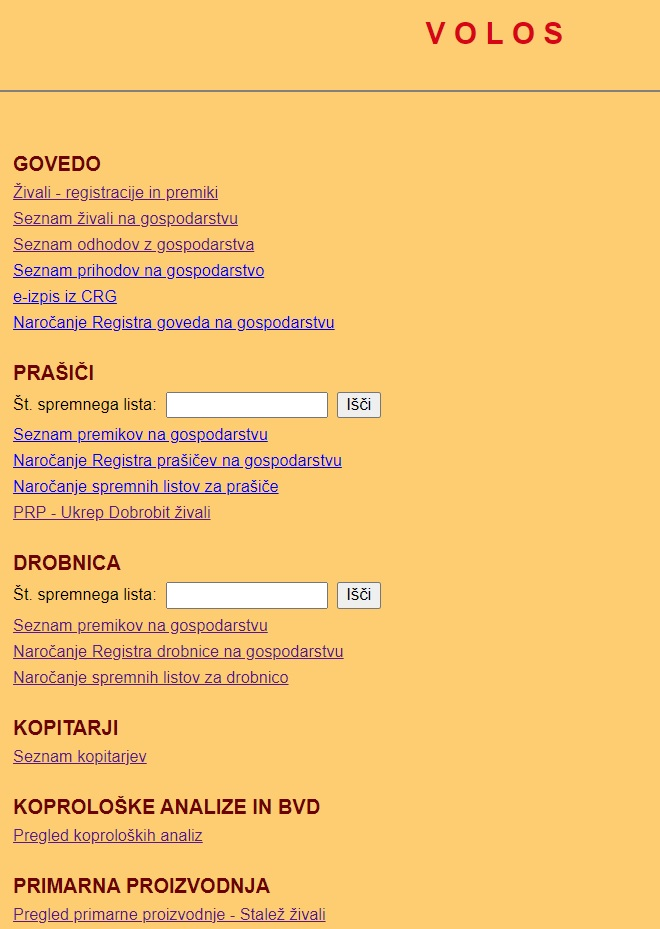 V O L O S
GOVEDO
Živali - registracije in premiki
Seznam živali na gospodarstvu
Seznam odhodov z gospodarstva
Seznam prihodov na gospodarstvo
e-izpis iz CRG
Naročanje Registra goveda na gospodarstvu
PRAŠIČI
Št. spremnega lista: Išči
Seznam premikov na gospodarstvu
Naročanje Registra prašičev na gospodarstvu
Naročanje spremnih listov za prašiče
PRP - Ukrep Dobrobit živali
DROBNICA
Št. spremnega lista: Išči
Seznam premikov na gospodarstvu
Naročanje Registra drobnice na gospodarstvu
Naročanje spremnih listov za drobnico
KOPITARJI
Seznam kopitarjev
KOPROLOŠKE ANALIZE IN BVD
Pregled koproloških analiz
PRIMARNA PROIZVODNJA
Pregled primarne proizvodnje - Stalež živali